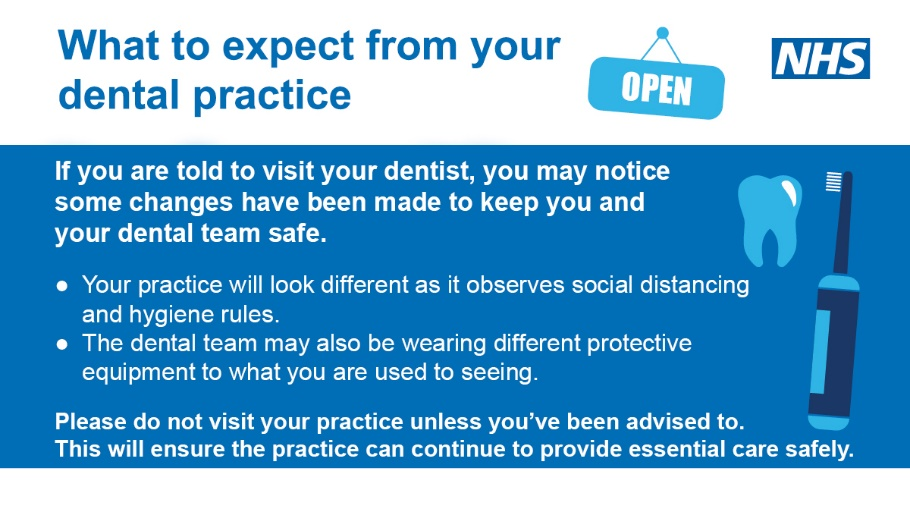 What to expect from your
dental practice
OPEN
NHS
If you are told to visit your dentist, you may notice
some changes have been made to keep you and
your dental team safe.
● Your practice will look different as it observes social distancing
and hygiene rules.
● The dental team may also be wearing different protective
equipment to what you are used to seeing.
Please do not visit your practice unless you’ve been advised to.
This will ensure the practice can continue to provide essential care safely.